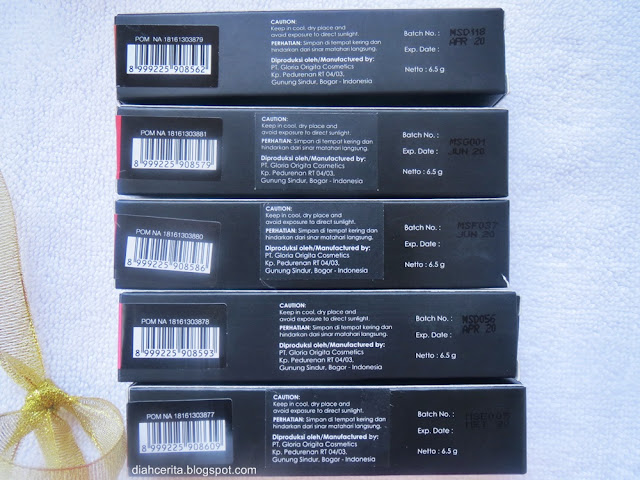 POM NA 18161303879
8 999225 908562
CAUTION:
Keep in cool, dry place and
avoid exposure to direct sunlight.
PERHATIAN: Simpan di tempat kering dan
hindarkan dari sinar matahari langsung.
Diproduksi oleh/Manufactured by:
PT. Gloria Origita Cosmetics
Kp. Pedurenan RT 04/03,
Gunung Sindur, Bogor - Indonesia
Batch No. : MSD118
Exp. Date : APR 20
Netto : 6.5 g
POM NA 18161303881
8 999225 908579
CAUTION:
Keep in cool, dry place and
avoid exposure to direct sunlight.
PERHATIAN: Simpan di tempat kering dan
hindarkan dari sinar matahari langsung.
Diproduksi oleh/Manufactured by:
PT. Gloria Origita Cosmetics
Kp. Pedurenan RT 04/03,
Gunung Sindur, Bogor - Indonesia
Batch No. : MSG001
Exp. Date : JUN 20
Netto : 6.5 g
POM NA 18161303880
8 999225 908586
CAUTION:
Keep in cool, dry place and
avoid exposure to direct sunlight.
PERHATIAN: Simpan di tempat kering dan
hindarkan dari sinar matahari langsung.
Diproduksi oleh/Manufactured by:
PT. Gloria Origita Cosmetics
Kp. Pedurenan RT 04/03,
Gunung Sindur, Bogor - Indonesia
Batch No. : MSF037
Exp. Date : JUN 20
Netto : 6.5 g
POM NA 18161303878
8 999225 908593
CAUTION:
Keep in cool, dry place and
avoid exposure to direct sunlight.
PERHATIAN: Simpan di tempat kering dan
hindarkan dari sinar matahari langsung.
Diproduksi oleh/Manufactured by:
PT. Gloria Origita Cosmetics
Kp. Pedurenan RT 04/03,
Gunung Sindur, Bogor - Indonesia
Batch No. : MSD056
Exp. Date : APR 20
Netto : 6.5 g
POM NA 18161303877
8 999225 908609
CAUTION:
Keep in cool, dry place and
avoid exposure to direct sunlight.
PERHATIAN: Simpan di tempat kering dan
hindarkan dari sinar matahari langsung.
Diproduksi oleh/Manufactured by:
PT. Gloria Origita Cosmetics
Kp. Pedurenan RT 04/03,
Gunung Sindur, Bogor - Indonesia
Batch No. :
Exp. Date : 20
Netto : 6.5 g
diahcerita.blogspot.com